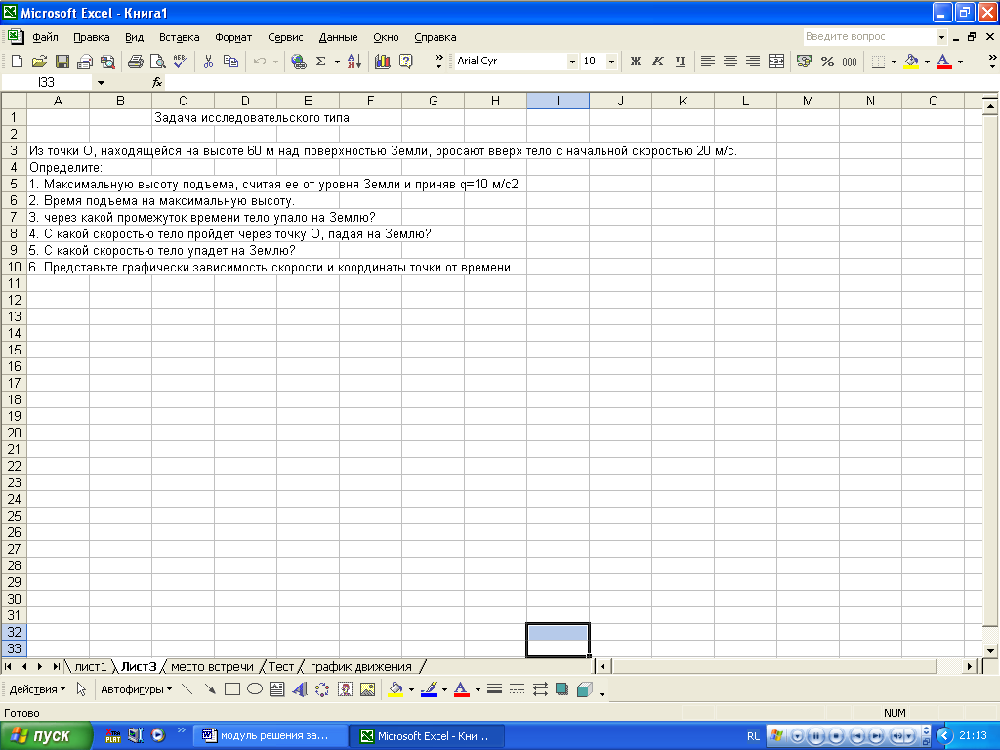 Microsoft Excel - Книга1
Файл Правка Вид Вставка Формат Сервис Данные Окно Справка Введите вопрос
Arial Cyr 10 Ж К Ч % 000
I33 fx
A B C D E F G H I J K L M N O
1 Задача исследовательского типа
2
3 Из точки О, находящейся на высоте 60 м над поверхностью Земли, бросают вверх тело с начальной скоростью 20 м/с.
4 Определите:
5 1. Максимальную высоту подъема, считая ее от уровня Земли и приняв q=10 м/с2
6 2. Время подъема на максимальную высоту.
7 3. через какой промежуток времени тело упало на Землю?
8 4. С какой скоростью тело пройдет через точку О, падая на Землю?
9 5. С какой скоростью тело упадет на Землю?
10 6. Представьте графически зависимость скорости и координаты точки от времени.
11
12
13
14
15
16
17
18
19
20
21
22
23
24
25
26
27
28
29
30
31
32
33
лист1 Лист3 место встречи Тест график движения
Действия Автофигуры
Готово NUM
пуск модуль решения за... Microsoft Excel - Кни... RL 21:13